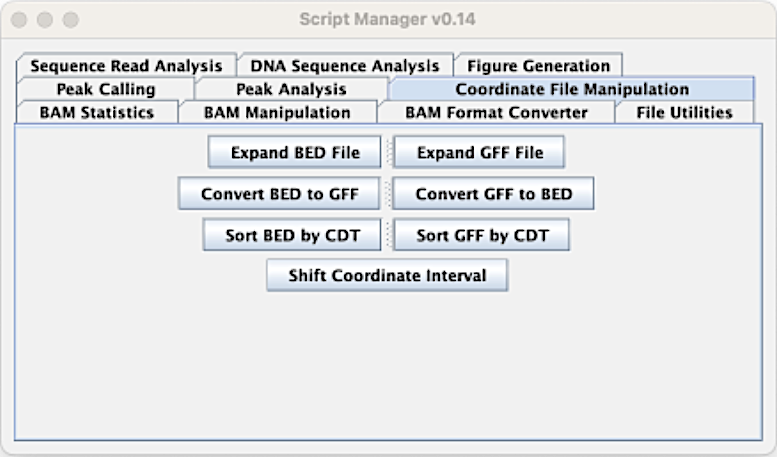 Script Manager v0.14
Sequence Read Analysis DNA Sequence Analysis Figure Generation
Peak Calling Peak Analysis Coordinate File Manipulation
BAM Statistics BAM Manipulation BAM Format Converter File Utilities
Expand BED File Expand GFF File
Convert BED to GFF Convert GFF to BED
Sort BED by CDT Sort GFF by CDT
Shift Coordinate Interval